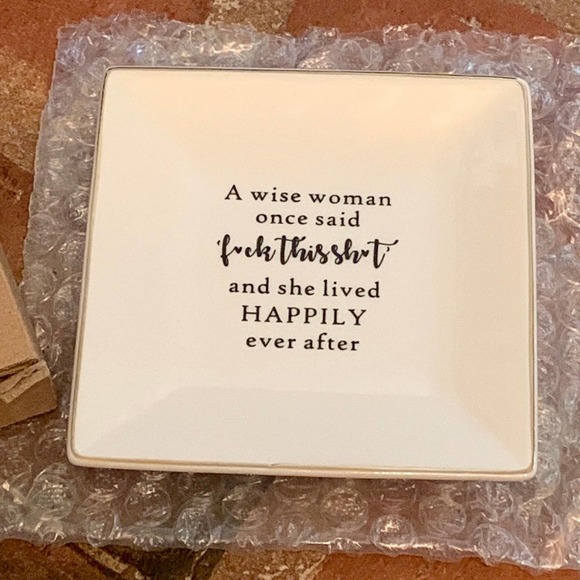 A wise woman
once said
'f♥ck this sh♥t'
and she lived
HAPPILY
ever after